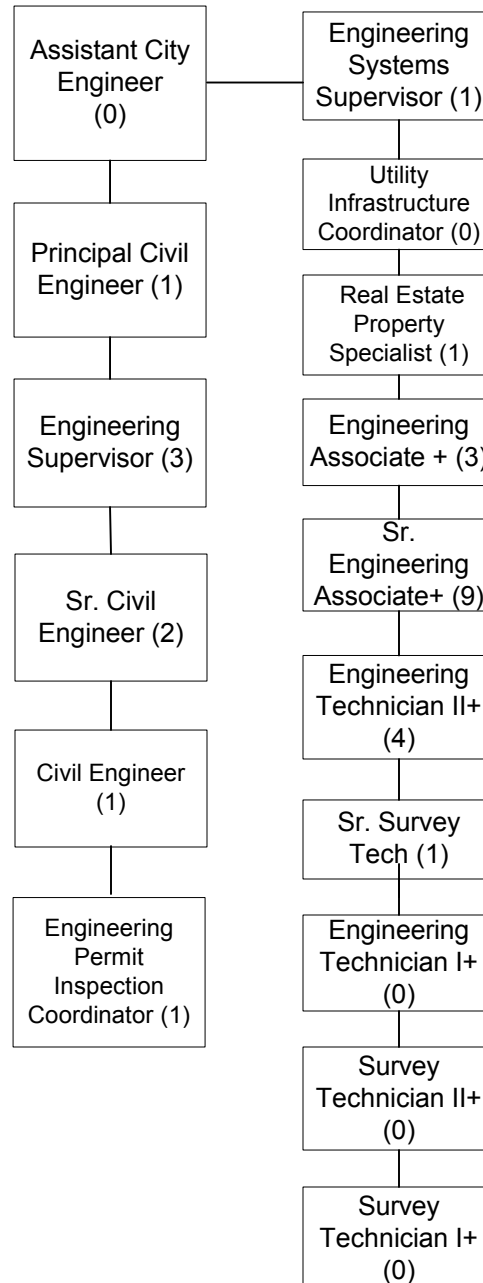 Assistant City
Engineer
(0)
Principal Civil
Engineer (1)
Engineering
Supervisor (3)
Sr. Civil
Engineer (2)
Civil Engineer
(1)
Engineering
Permit
Inspection
Coordinator (1)
Engineering
Systems
Supervisor (1)
Utility
Infrastructure
Coordinator (0)
Real Estate
Property
Specialist (1)
Engineering
Associate + (3)
Sr.
Engineering
Associate+ (9)
Engineering
Technician II+
(4)
Sr. Survey
Tech (1)
Engineering
Technician I+
(0)
Survey
Technician II+
(0)
Survey
Technician I+
(0)